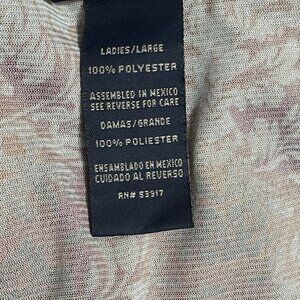 LADIES/LARGE
100% POLYESTER
ASSEMBLED IN MEXICO
SEE REVERSE FOR CARE
DAMAS/GRANDE
100% POLIESTER
ENSAMBLADO EN MEXICO
CUIDADO AL REVERSO
RN# 53917